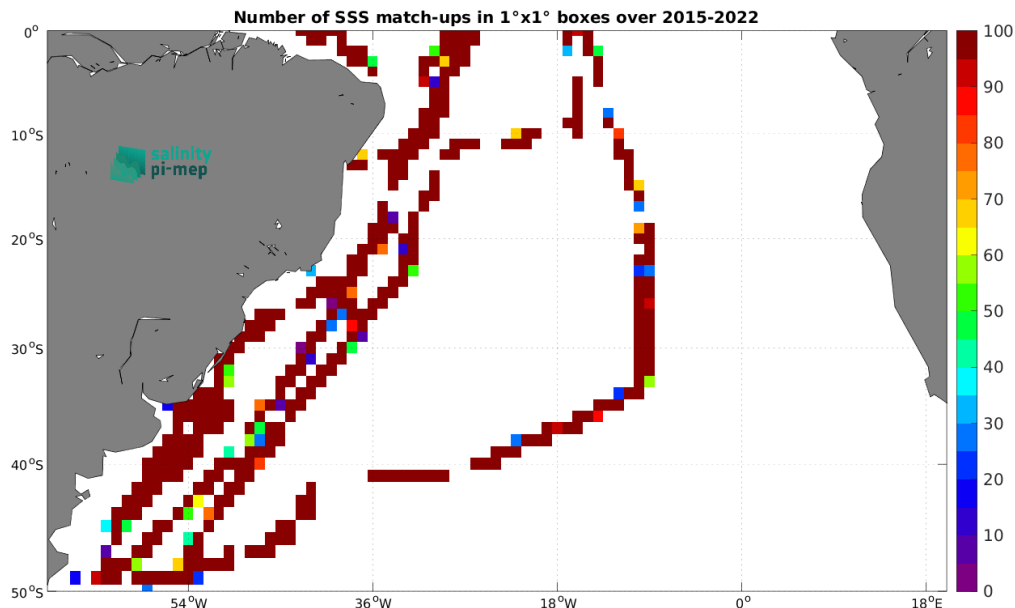 Number of SSS match-ups in 1°x1° boxes over 2015-2022
0°
10°S
20°S
30°S
40°S
50°S
salinity
pi-mep
54°W
36°W
18°W
0°
18°E
100
90
80
70
60
50
40
30
20
10
0